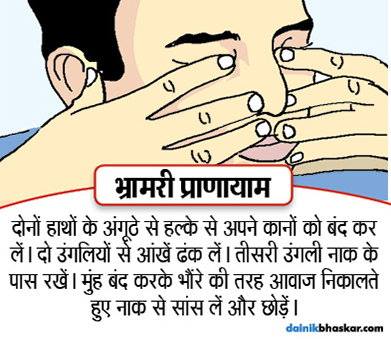 भ्रामरी प्राणायाम
दोनों हाथों के अंगूठे से हल्के से अपने कानों को बंद कर
लें। दो उंगलियों से आंखें ढंक लें। तीसरी उंगली नाक के
पास रखें। मुंह बंद करके भौंरे की तरह आवाज निकालते
हुए नाक से सांस लें और छोड़ें।
dainikbhaskar.com